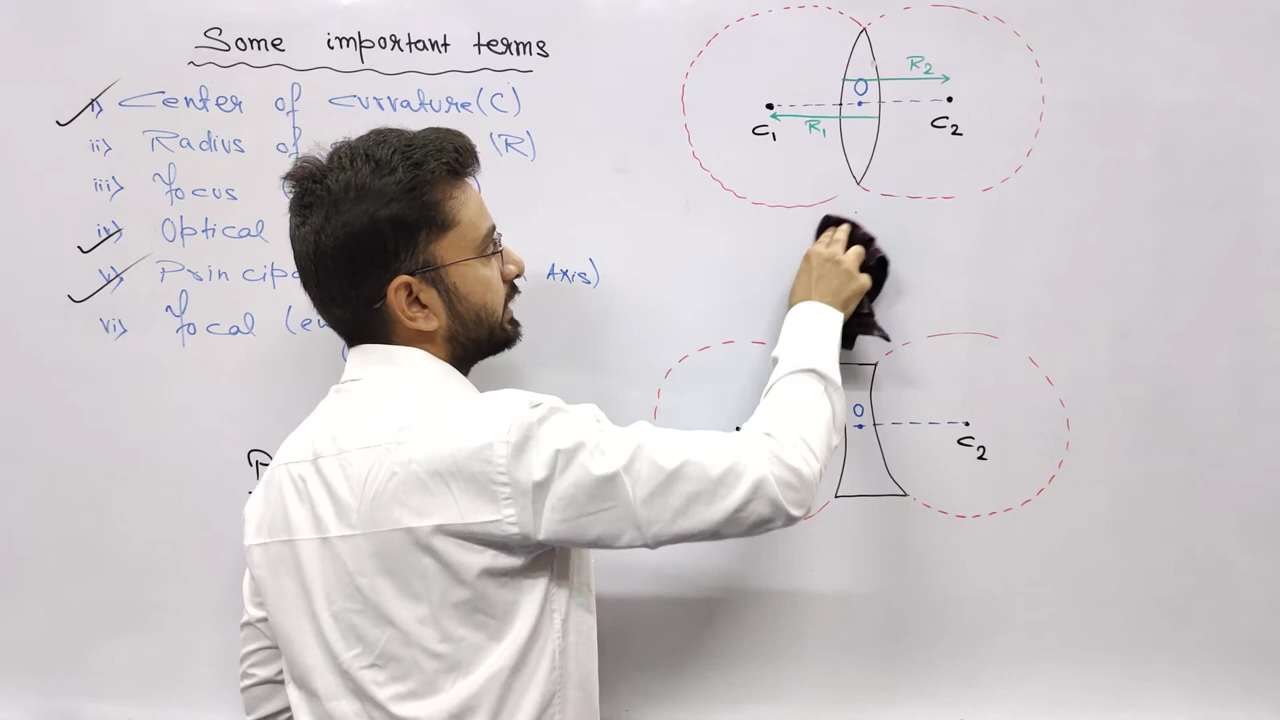 Some important terms
i> Center of Curvature (C)
ii> Radius of (R)
iii> focus
iv> Optical
v> Principa Axis)
vi> focal
R2
O
C1
R1
C2
O
C2